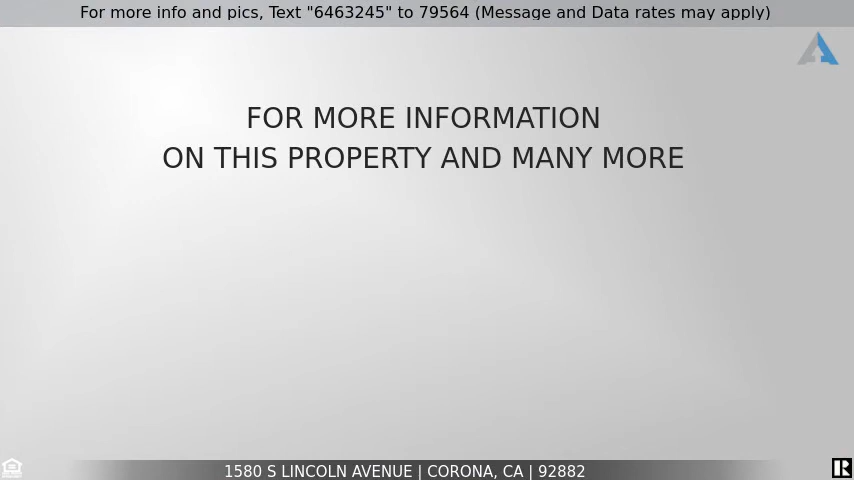 For more info and pics, Text "6463245" to 79564 (Message and Data rates may apply)
FOR MORE INFORMATION
ON THIS PROPERTY AND MANY MORE
1580 S LINCOLN AVENUE | CORONA, CA | 92882